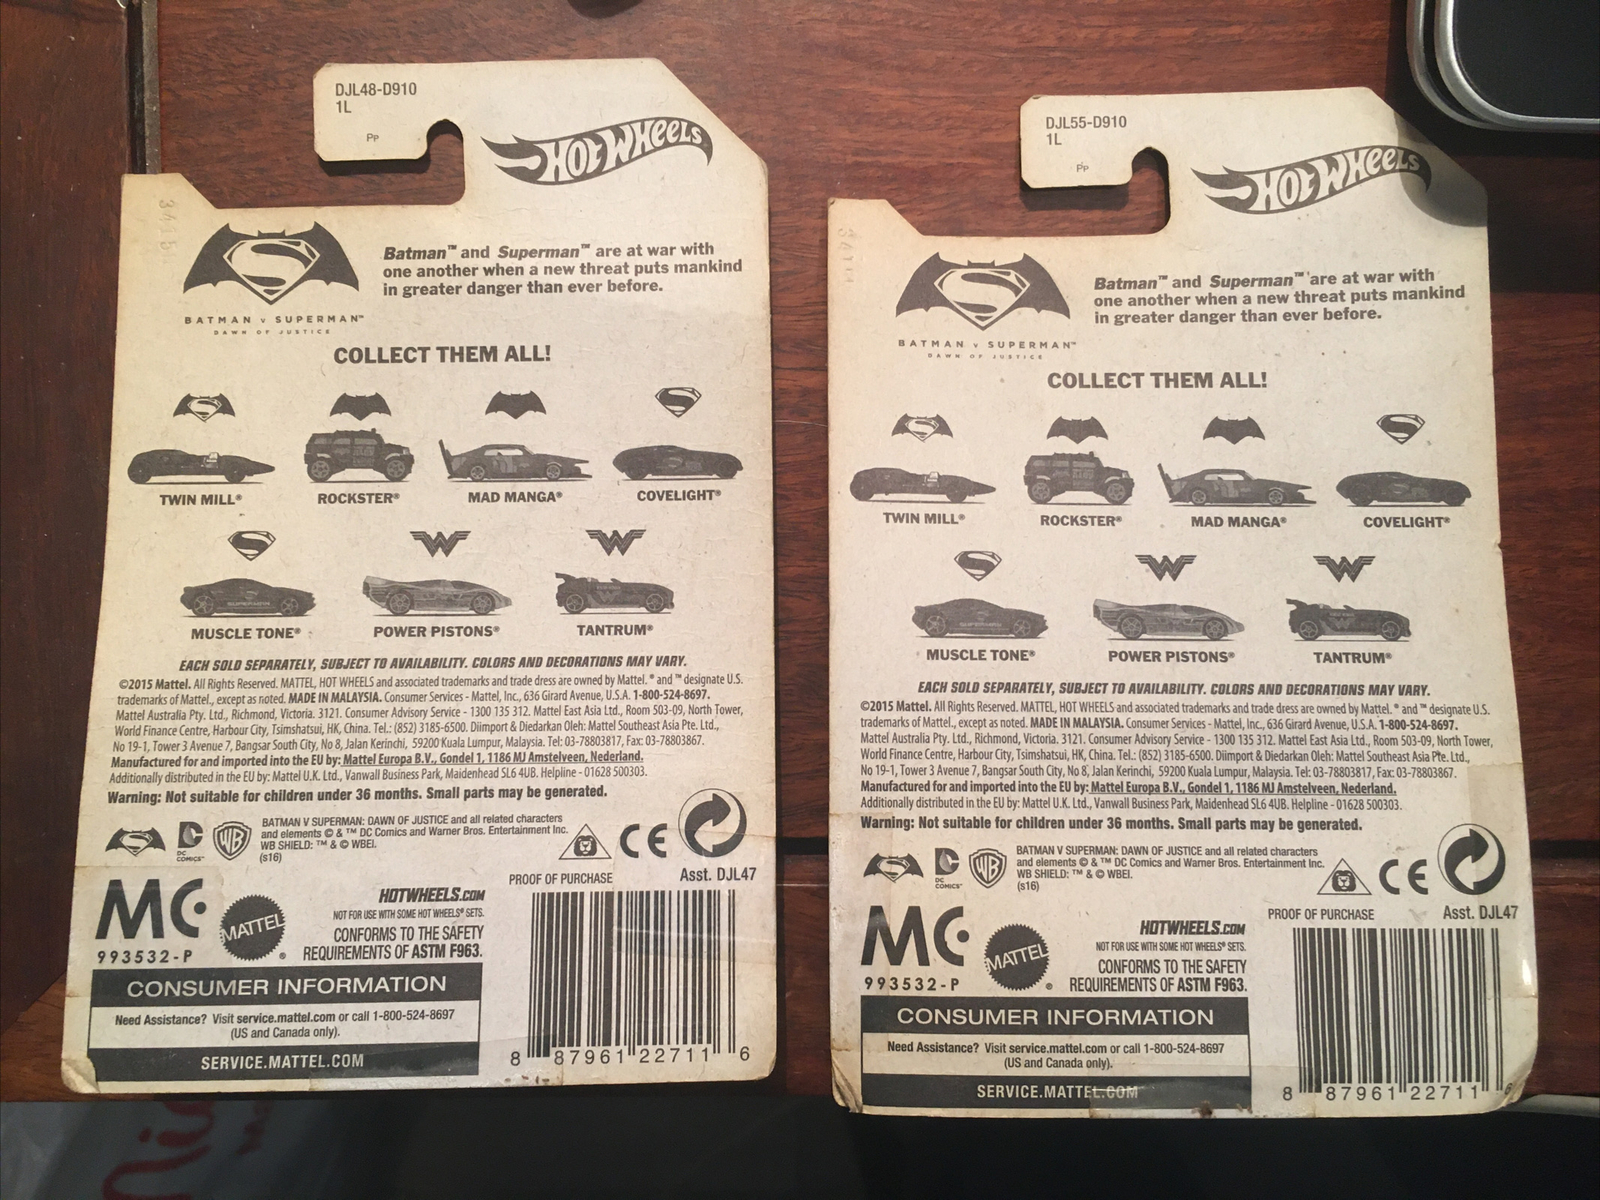 DJL48-D910
1L
Pp
HOT WHEELS
BATMAN v SUPERMAN™
DAWN OF JUSTICE
Batman™ and Superman™ are at war with
one another when a new threat puts mankind
in greater danger than ever before.
COLLECT THEM ALL!
TWIN MILL® ROCKSTER® MAD MANGA® COVELIGHT®
MUSCLE TONE® POWER PISTONS® TANTRUM®
EACH SOLD SEPARATELY, SUBJECT TO AVAILABILITY. COLORS AND DECORATIONS MAY VARY.
©2015 Mattel. All Rights Reserved. MATTEL, HOT WHEELS and associated trademarks and trade dress are owned by Mattel. ® and ™ designate U.S.
trademarks of Mattel., except as noted. MADE IN MALAYSIA. Consumer Services - Mattel, Inc., 636 Girard Avenue, U.S.A. 1-800-524-8697.
Mattel Australia Pty. Ltd., Richmond, Victoria. 3121. Consumer Advisory Service - 1300 135 312. Mattel East Asia Ltd., Room 503-09, North Tower,
World Finance Centre, Harbour City, Tsimshatsui, HK, China. Tel.: (852) 3185-6500. Diimport & Diedarkan Oleh: Mattel Southeast Asia Pte. Ltd.,
No 19-1, Tower 3 Avenue 7, Bangsar South City, No 8, Jalan Kerinchi, 59200 Kuala Lumpur, Malaysia. Tel: 03-78803817, Fax: 03-78803867.
Manufactured for and imported into the EU by: Mattel Europa B.V., Gondel 1, 1186 MJ Amstelveen, Nederland.
Additionally distributed in the EU by: Mattel U.K. Ltd., Vanwall Business Park, Maidenhead SL6 4UB. Helpline - 01628 500303.
Warning: Not suitable for children under 36 months. Small parts may be generated.
DC
COMICS™
WB
BATMAN V SUPERMAN: DAWN OF JUSTICE and all related characters
and elements © & ™ DC Comics and Warner Bros. Entertainment Inc.
WB SHIELD: ™ & © WBEI.
(s16)
CE
PROOF OF PURCHASE
Asst. DJL47
MC
993532-P
MATTEL®
HOTWHEELS.COM
NOT FOR USE WITH SOME HOT WHEELS® SETS.
CONFORMS TO THE SAFETY
REQUIREMENTS OF ASTM F963.
CONSUMER INFORMATION
Need Assistance? Visit service.mattel.com or call 1-800-524-8697
(US and Canada only).
SERVICE.MATTEL.COM
8 87961 22711 6
DJL55-D910
1L
Pp
HOT WHEELS
BATMAN v SUPERMAN™
DAWN OF JUSTICE
Batman™ and Superman™ are at war with
one another when a new threat puts mankind
in greater danger than ever before.
COLLECT THEM ALL!
TWIN MILL® ROCKSTER® MAD MANGA® COVELIGHT®
MUSCLE TONE® POWER PISTONS® TANTRUM®
EACH SOLD SEPARATELY, SUBJECT TO AVAILABILITY. COLORS AND DECORATIONS MAY VARY.
©2015 Mattel. All Rights Reserved. MATTEL, HOT WHEELS and associated trademarks and trade dress are owned by Mattel. ® and ™ designate U.S.
trademarks of Mattel., except as noted. MADE IN MALAYSIA. Consumer Services - Mattel, Inc., 636 Girard Avenue, U.S.A. 1-800-524-8697.
Mattel Australia Pty. Ltd., Richmond, Victoria. 3121. Consumer Advisory Service - 1300 135 312. Mattel East Asia Ltd., Room 503-09, North Tower,
World Finance Centre, Harbour City, Tsimshatsui, HK, China. Tel.: (852) 3185-6500. Diimport & Diedarkan Oleh: Mattel Southeast Asia Pte. Ltd.,
No 19-1, Tower 3 Avenue 7, Bangsar South City, No 8, Jalan Kerinchi, 59200 Kuala Lumpur, Malaysia. Tel: 03-78803817, Fax: 03-78803867.
Manufactured for and imported into the EU by: Mattel Europa B.V., Gondel 1, 1186 MJ Amstelveen, Nederland.
Additionally distributed in the EU by: Mattel U.K. Ltd., Vanwall Business Park, Maidenhead SL6 4UB. Helpline - 01628 500303.
Warning: Not suitable for children under 36 months. Small parts may be generated.
DC
COMICS™
WB
BATMAN V SUPERMAN: DAWN OF JUSTICE and all related characters
and elements © & ™ DC Comics and Warner Bros. Entertainment Inc.
WB SHIELD: ™ & © WBEI.
(s16)
CE
PROOF OF PURCHASE
Asst. DJL47
MC
993532-P
MATTEL®
HOTWHEELS.COM
NOT FOR USE WITH SOME HOT WHEELS® SETS.
CONFORMS TO THE SAFETY
REQUIREMENTS OF ASTM F963.
CONSUMER INFORMATION
Need Assistance? Visit service.mattel.com or call 1-800-524-8697
(US and Canada only).
SERVICE.MATTEL.COM
8 87961 22711 6